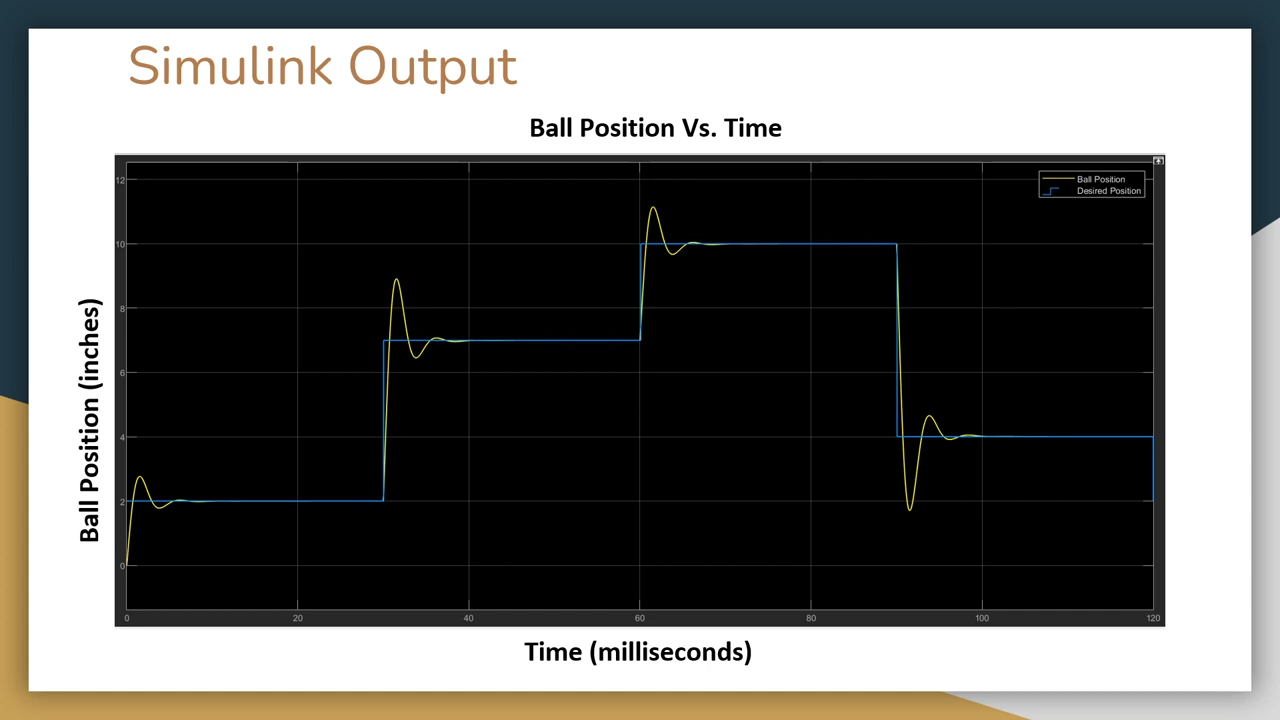 Simulink Output
Ball Position Vs. Time
Ball Position
Desired Position
Ball Position (inches)
12
10
8
6
4
2
0
0 20 40 60 80 100 120
Time (milliseconds)